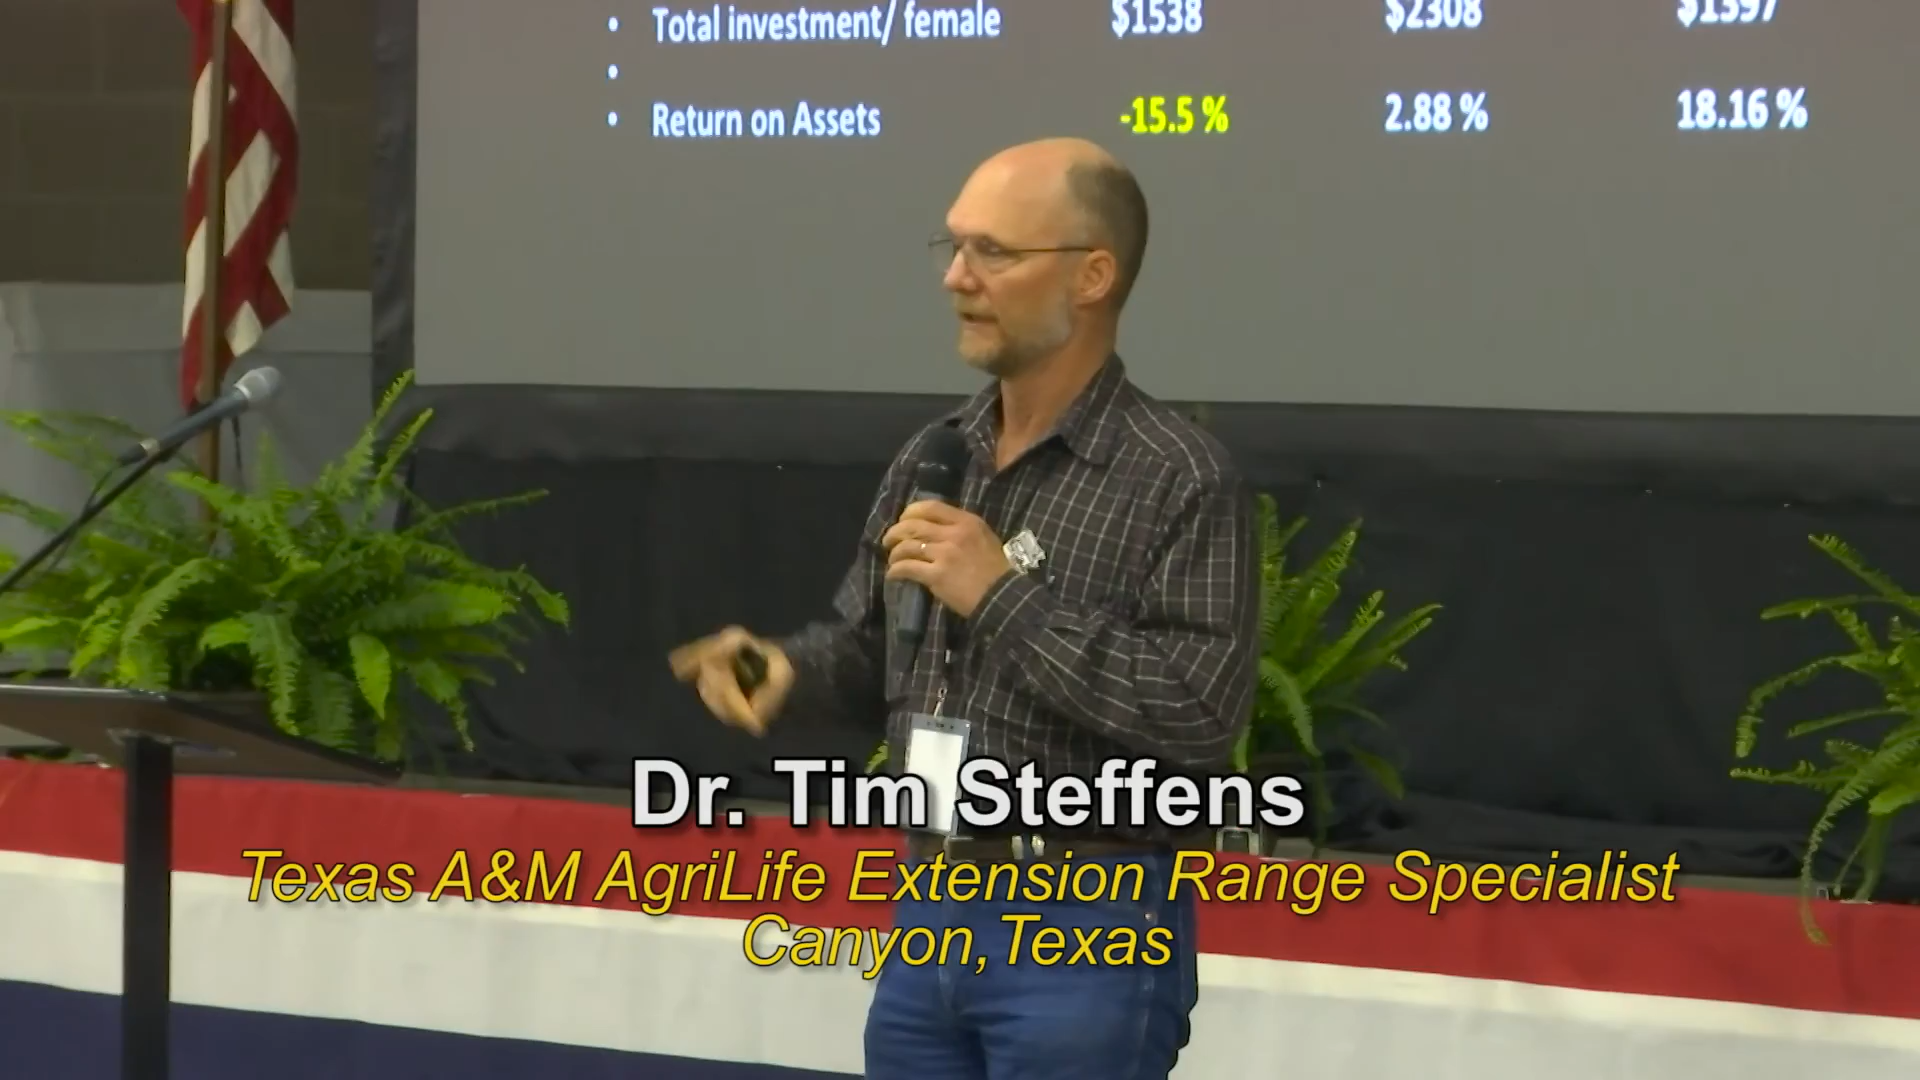 • Total investment/ female $1538 $2308 $1397
•
• Return on Assets -15.5 % 2.88 % 18.16 %
Dr. Tim Steffens
Texas A&M AgriLife Extension Range Specialist
Canyon,Texas